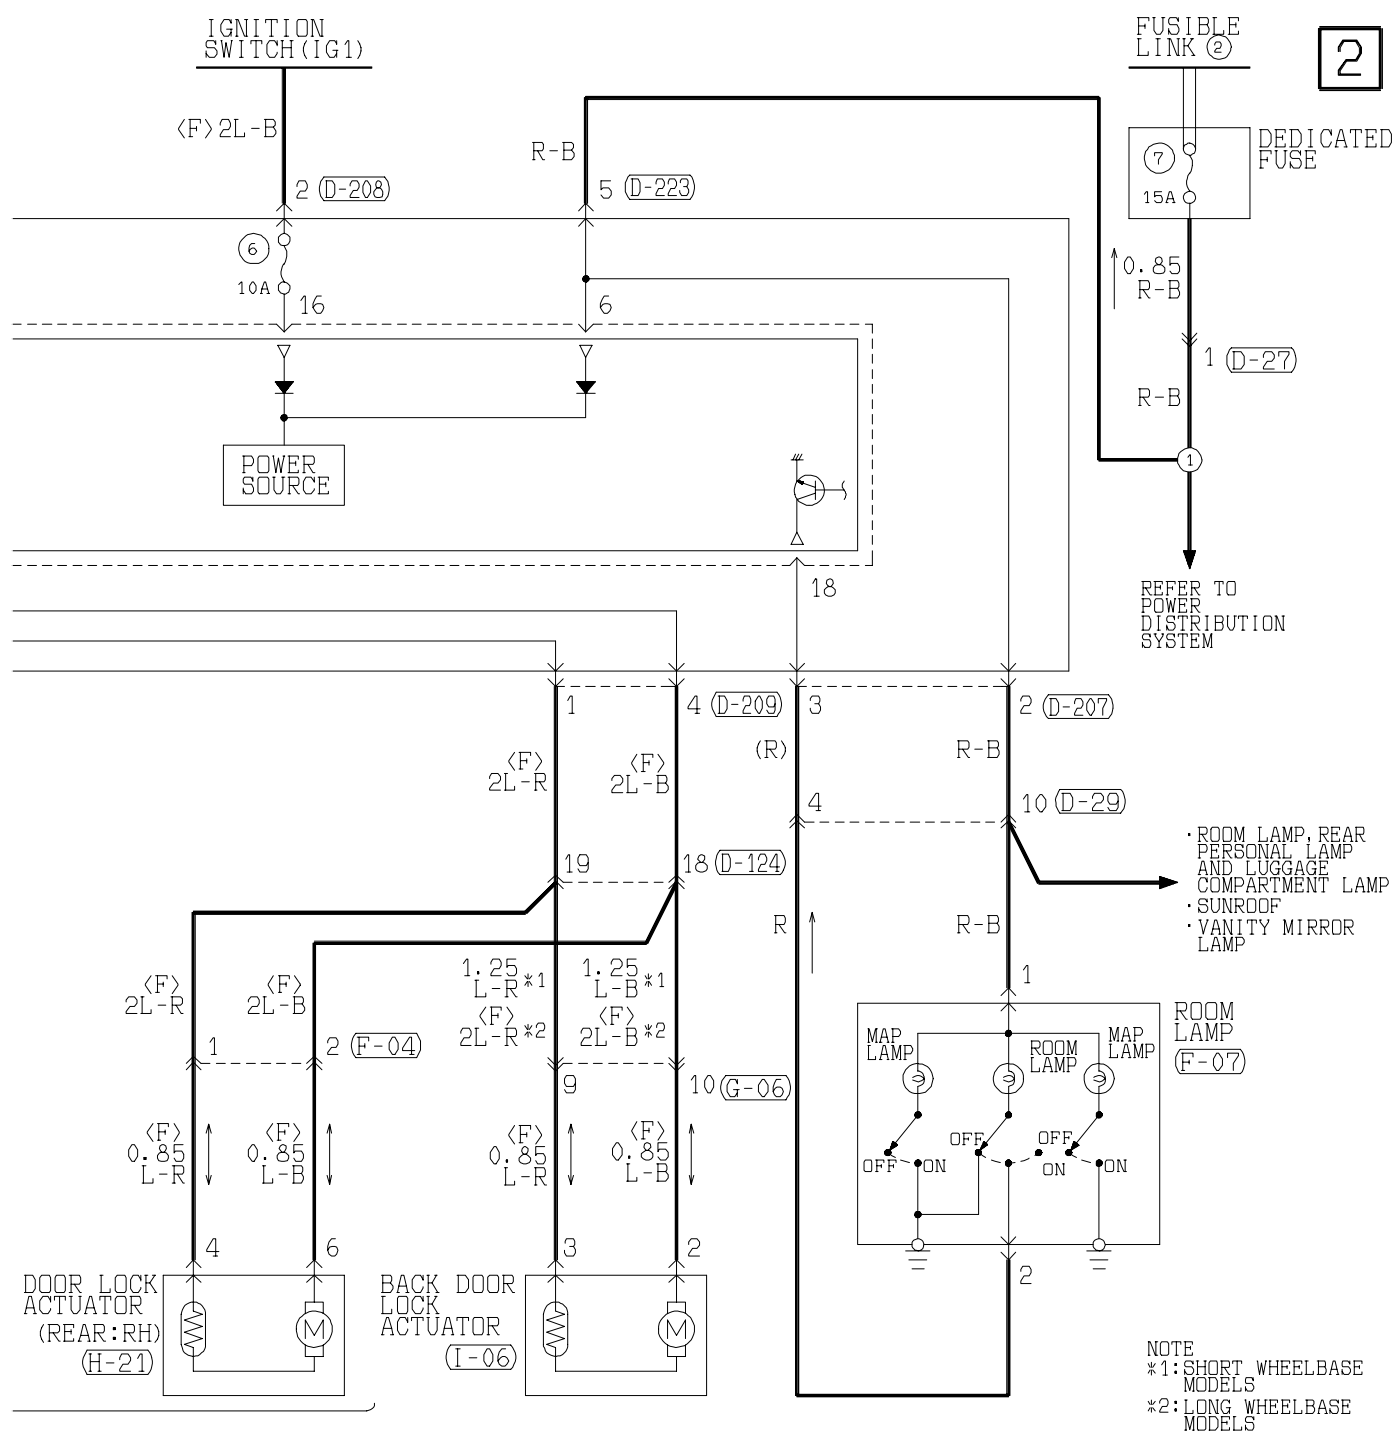 IGNITION
SWITCH(IG1)
FUSIBLE
LINK ②
2
<F>2L-B
R-B
DEDICATED
FUSE
7
15A
2 (D-208)
5 (D-223)
6
10A
16
6
0.85
R-B
1 (D-27)
R-B
1
POWER
SOURCE
18
REFER TO
POWER
DISTRIBUTION
SYSTEM
1
4 (D-209)
3
2 (D-207)
<F>
2L-R
<F>
2L-B
(R)
R-B
4
10 (D-29)
19
18 (D-124)
·ROOM LAMP,REAR
PERSONAL LAMP
AND LUGGAGE
COMPARTMENT LAMP
·SUNROOF
·VANITY MIRROR
LAMP
R
R-B
<F>
2L-R
<F>
2L-B
1.25
L-R*1
<F>
2L-R*2
1.25
L-B*1
<F>
2L-B*2
1
1
2 (F-04)
9
10 (G-06)
ROOM
LAMP
(F-07)
MAP
LAMP
ROOM
LAMP
MAP
LAMP
OFF
ON
OFF
ON
OFF
ON
<F>
0.85
L-R
<F>
0.85
L-B
<F>
0.85
L-R
<F>
0.85
L-B
4
6
3
2
2
DOOR LOCK
ACTUATOR
(REAR:RH)
(H-21)
M
BACK DOOR
LOCK
ACTUATOR
(I-06)
M
NOTE
*1:SHORT WHEELBASE
MODELS
*2:LONG WHEELBASE
MODELS